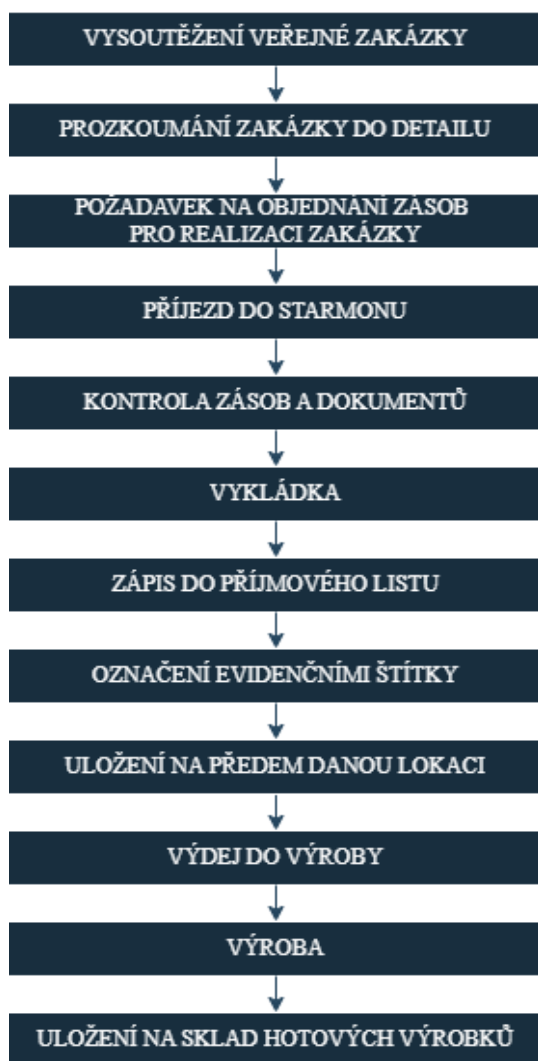 VYSOUTĚŽENÍ VEŘEJNÉ ZAKÁZKY
PROZKOUMÁNÍ ZAKÁZKY DO DETAILU
POŽADAVEK NA OBJEDNÁNÍ ZÁSOB
PRO REALIZACI ZAKÁZKY
PŘÍJEZD DO STARMONU
KONTROLA ZÁSOB A DOKUMENTŮ
VYKLÁDKA
ZÁPIS DO PŘÍJMOVÉHO LISTU
OZNAČENÍ EVIDENČNÍMI ŠTÍTKY
ULOŽENÍ NA PŘEDEM DANOU LOKACI
VÝDEJ DO VÝROBY
VÝROBA
ULOŽENÍ NA SKLAD HOTOVÝCH VÝROBKŮ